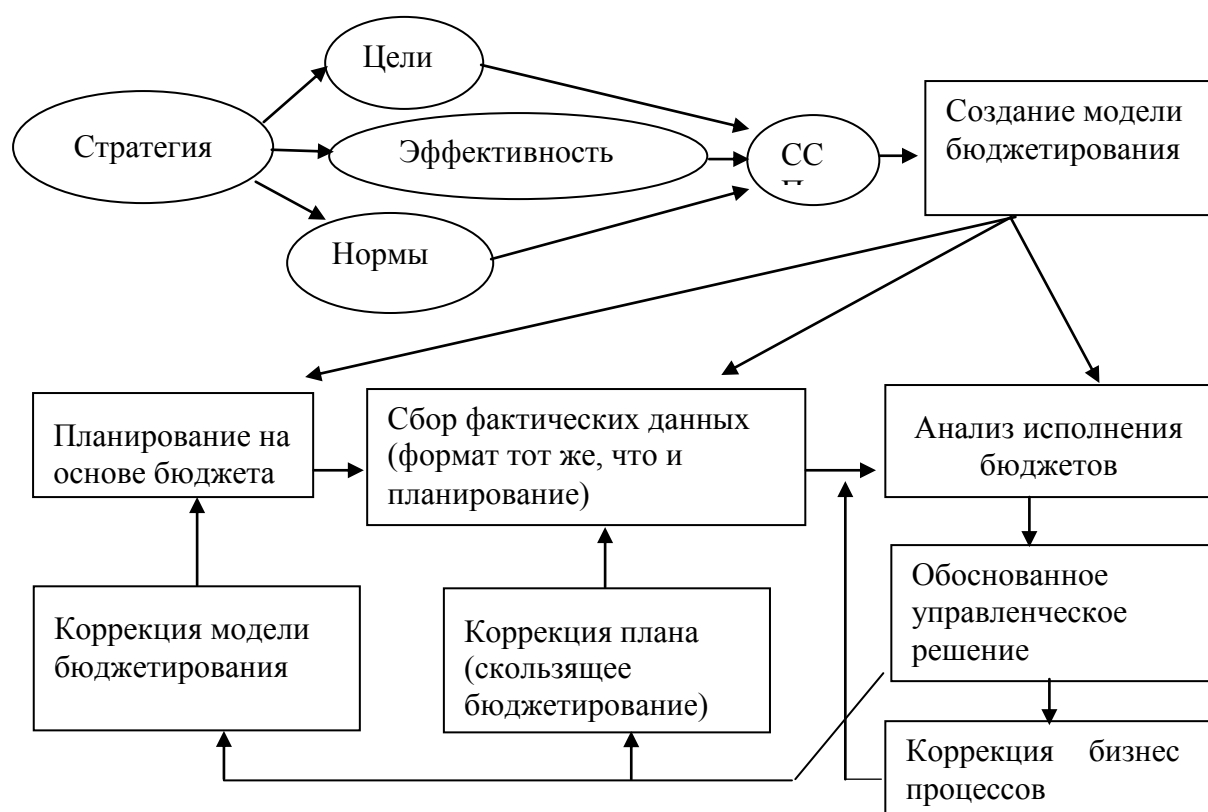 Цели
Стратегия
Эффективность
Нормы
СС
Создание модели
бюджетирования
Планирование на
основе бюджета
Сбор фактических данных
(формат тот же, что и
планирование)
Анализ исполнения
бюджетов
Коррекция модели
бюджетирования
Коррекция плана
(скользящее
бюджетирование)
Обоснованное
управленческое
решение
Коррекция бизнес
процессов